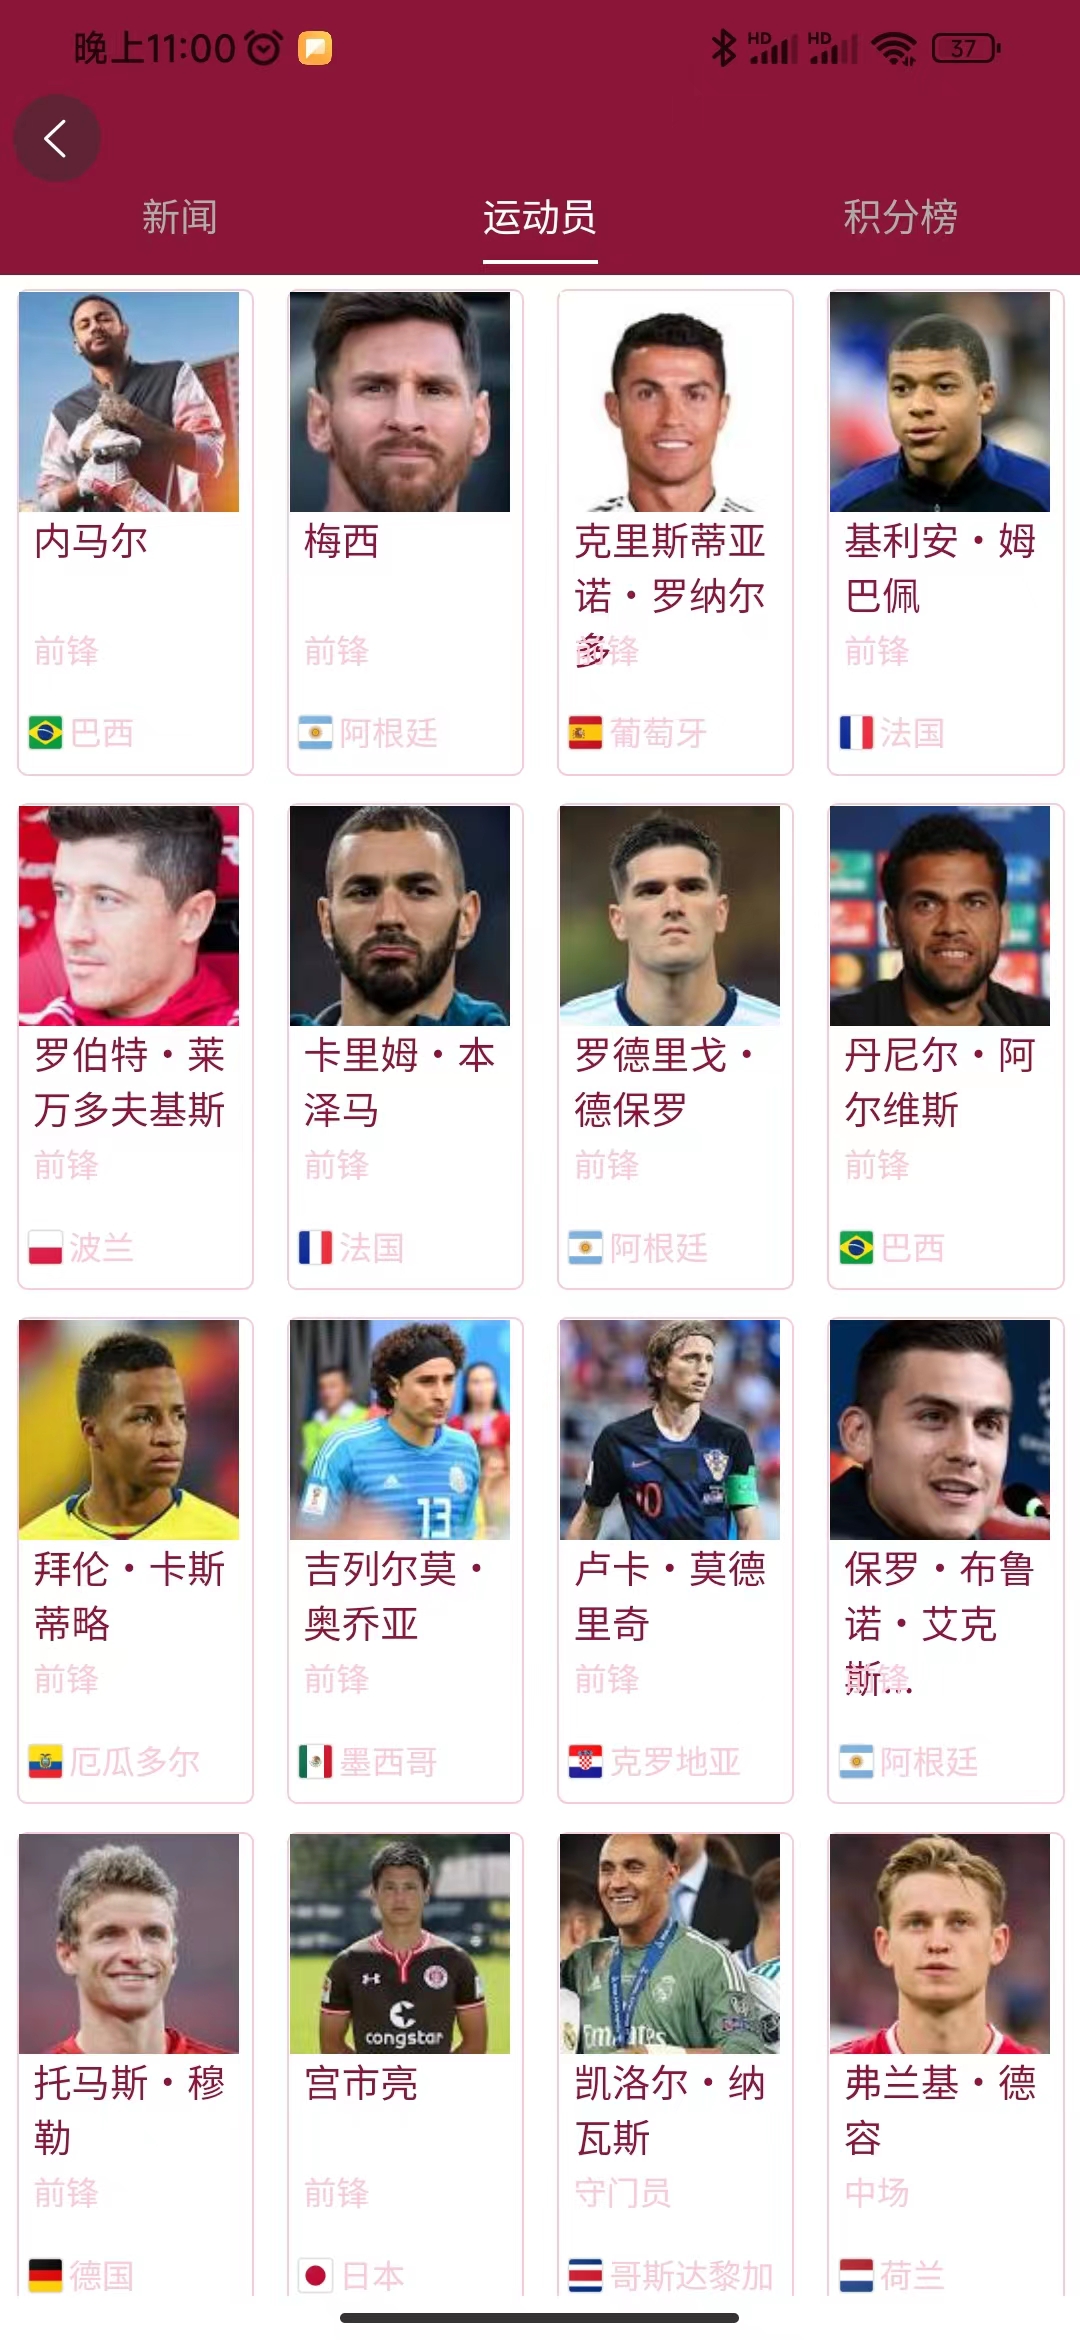 晚上11:00
HD
HD
37
新闻
运动员
积分榜
内马尔
前锋
巴西
梅西
前锋
阿根廷
克里斯蒂亚
诺·罗纳尔
多
前锋
葡萄牙
基利安·姆
巴佩
前锋
法国
罗伯特·莱
万多夫基斯
前锋
波兰
卡里姆·本
泽马
前锋
法国
罗德里戈·
德保罗
前锋
阿根廷
丹尼尔·阿
尔维斯
前锋
巴西
拜伦·卡斯
蒂略
前锋
厄瓜多尔
13
吉列尔莫·
奥乔亚
前锋
墨西哥
10
卢卡·莫德
里奇
前锋
克罗地亚
保罗·布鲁
诺·艾克
斯...
前锋
阿根廷
托马斯·穆
勒
前锋
德国
congstar
宫市亮
前锋
日本
凯洛尔·纳
瓦斯
守门员
哥斯达黎加
弗兰基·德
容
中场
荷兰